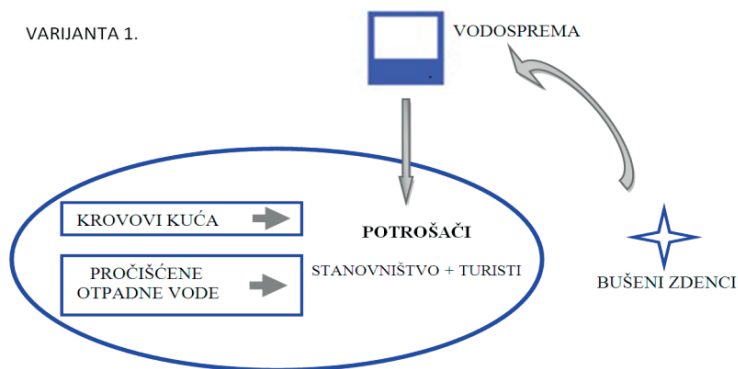 VARIJANTA 1.
VODOSPREMA
KROVOVI KUĆA
POTROŠAČI
PROČIŠĆENE
OTPADNE VODE
STANOVNIŠTVO + TURISTI
BUŠENI ZDENCI